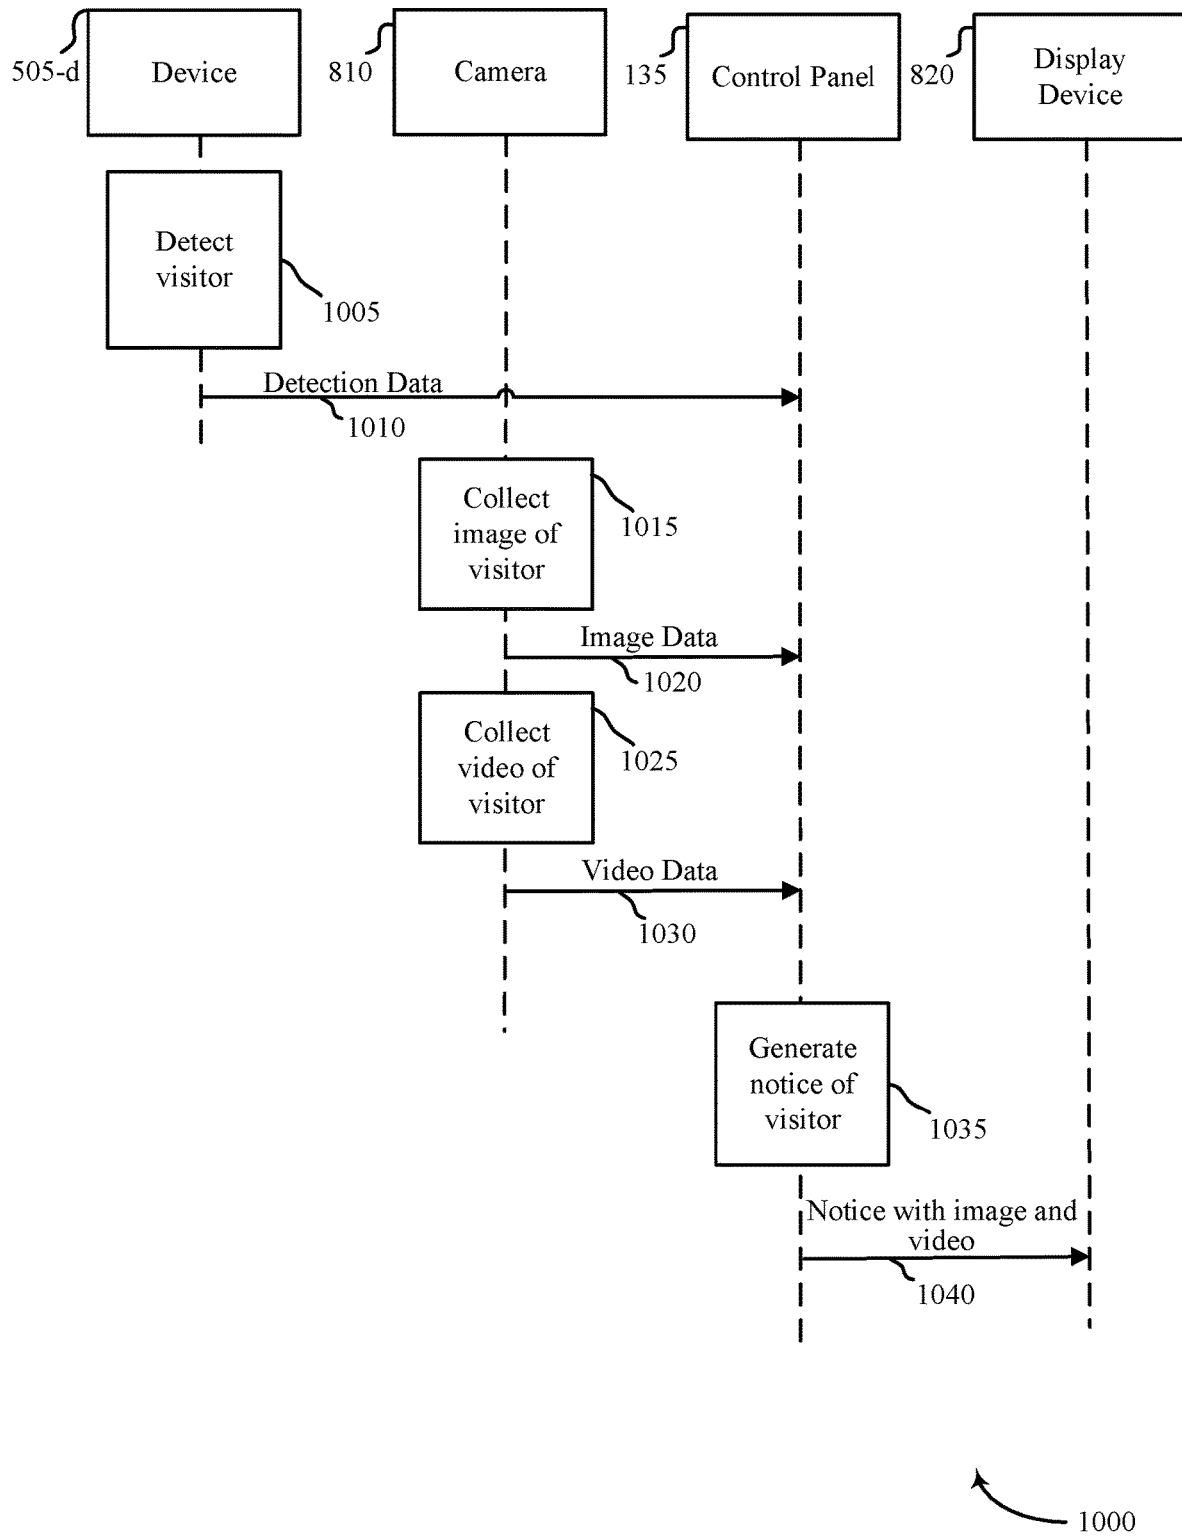 505-d
Device
810
Camera
135
Control Panel
820
Display
Device
Detect
visitor
1005
Detection Data
1010
Collect
image of
visitor
1015
Image Data
1020
Collect
video of
visitor
1025
Video Data
1030
Generate
notice of
visitor
1035
Notice with image and
video
1040
1000